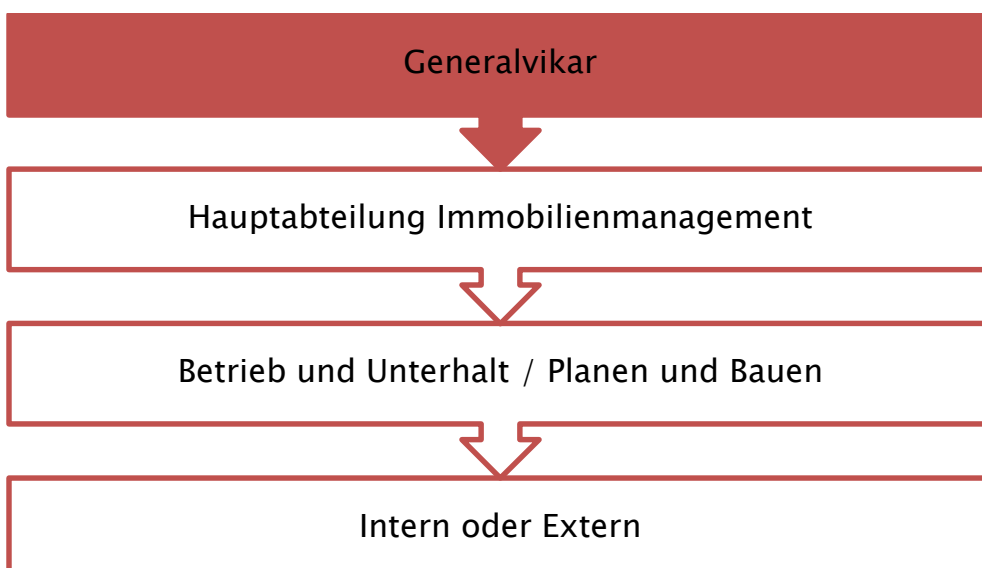 Generalvikar
Hauptabteilung Immobilienmanagement
Betrieb und Unterhalt / Planen und Bauen
Intern oder Extern